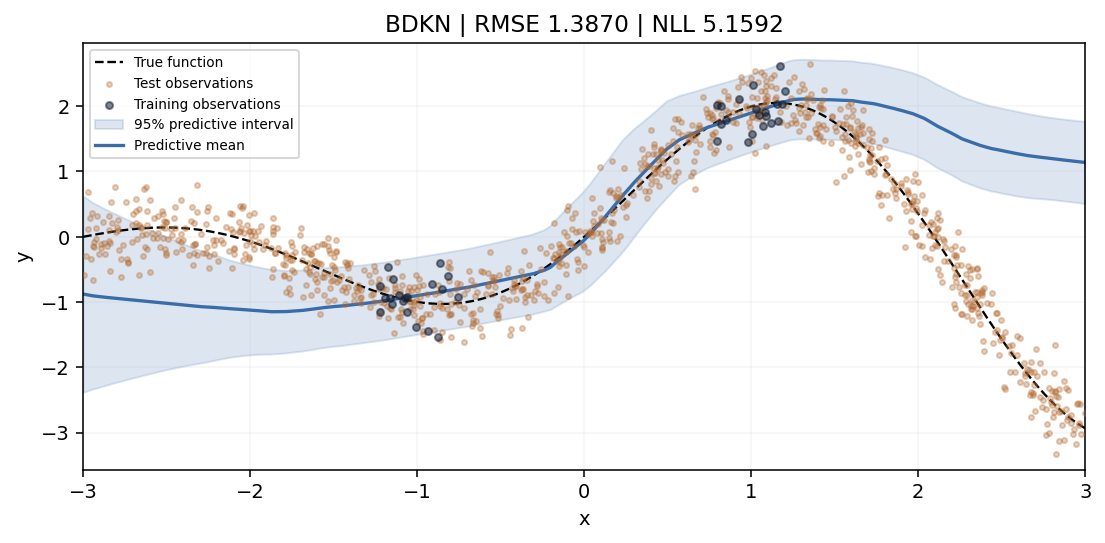 BDKN | RMSE 1.3870 | NLL 5.1592
True function
Test observations
Training observations
95% predictive interval
Predictive mean
2
1
0
−1
−2
−3
y
−3 −2 −1 0 1 2 3
x